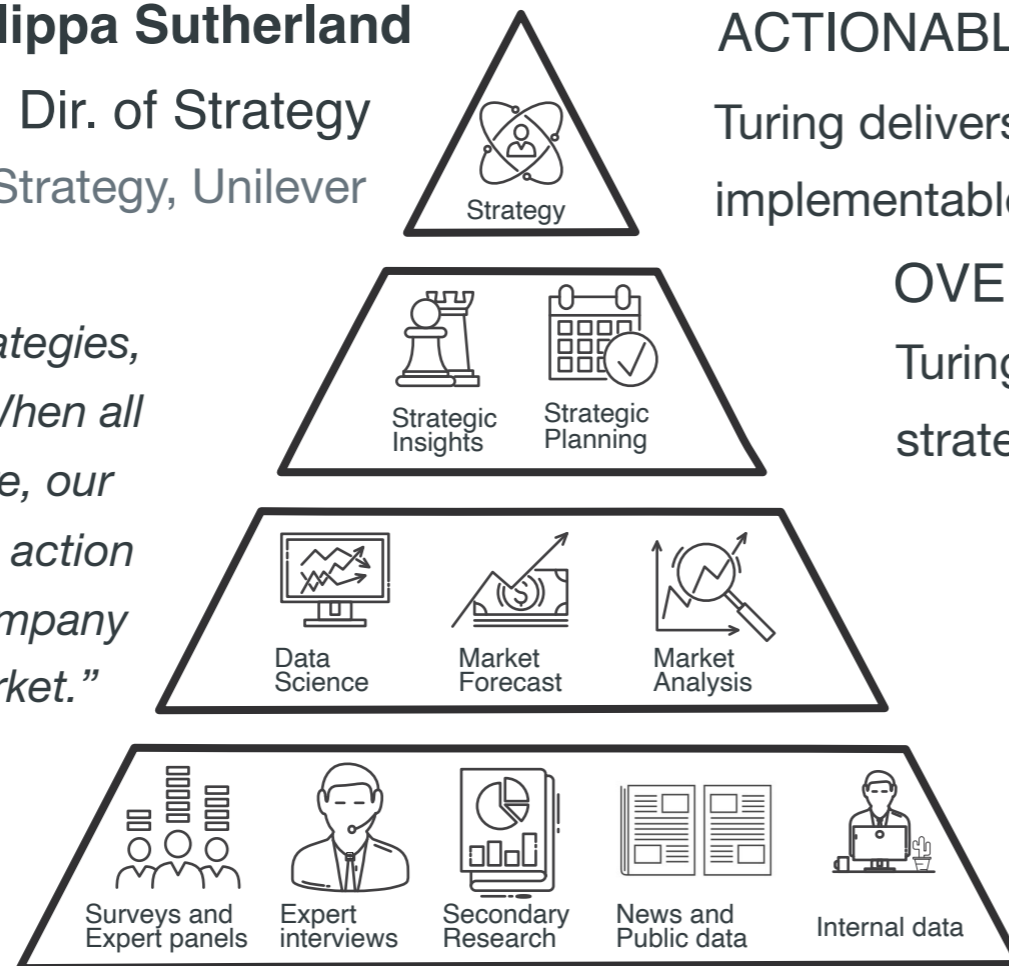 lippa Sutherland
Dir. of Strategy
Strategy, Unilever
ategies,
When all
e, our
action
mpany
rket.”
ACTIONABL
Turing delivers
implementable
OVE
Turing
strate
Strategy
Strategic
Insights
Strategic
Planning
Data
Science
Market
Forecast
Market
Analysis
Surveys and
Expert panels
Expert
interviews
Secondary
Research
News and
Public data
Internal data